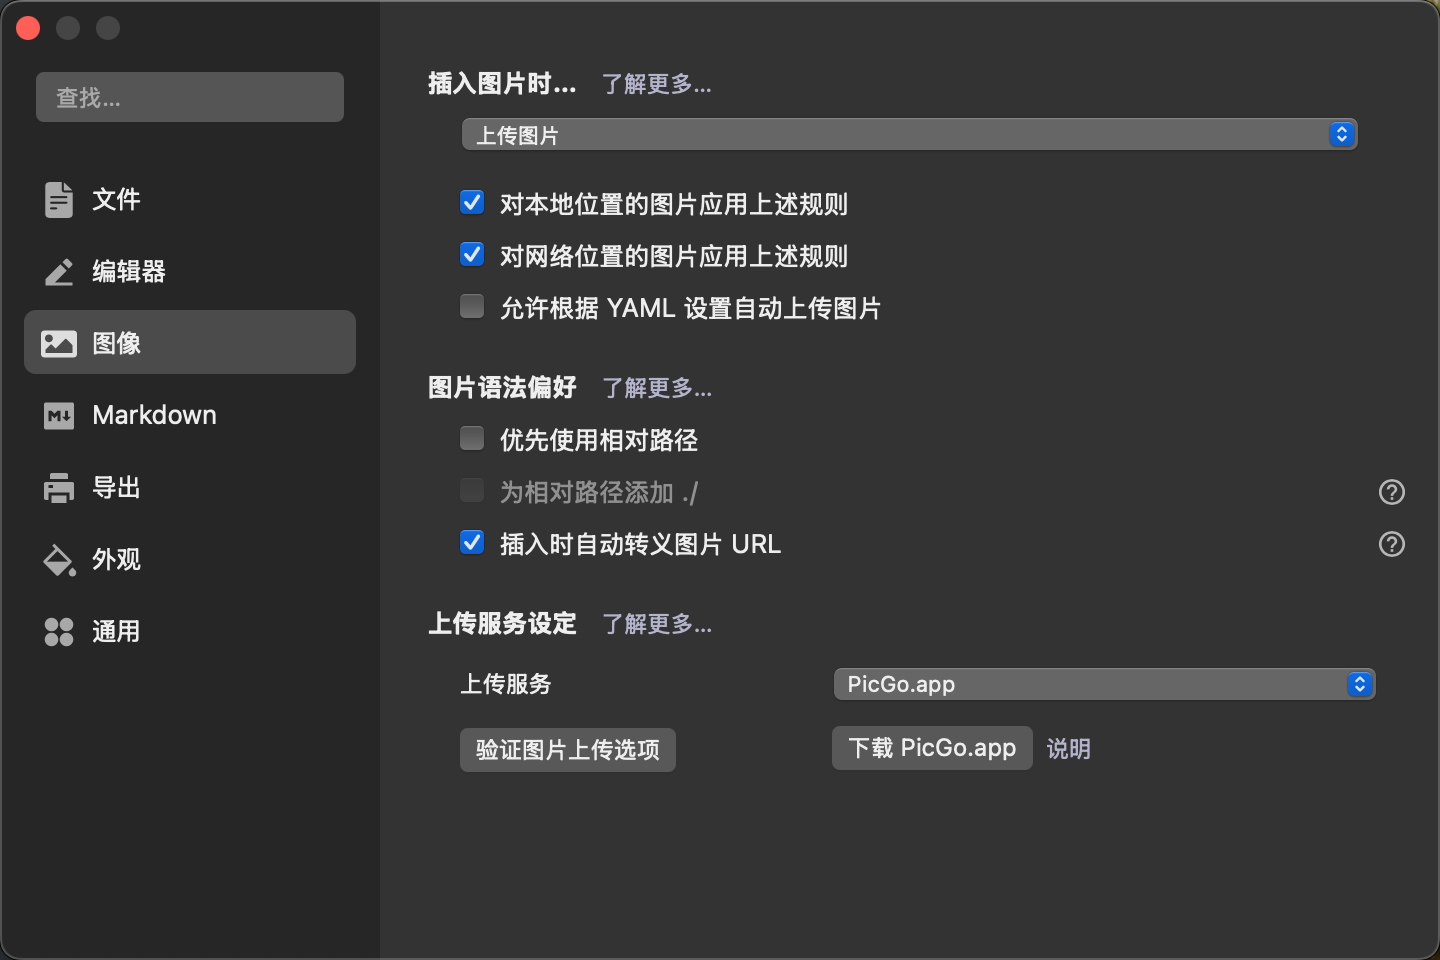 查找...
文件
编辑器
图像
Markdown
导出
外观
通用
插入图片时... 了解更多...
上传图片
对本地位置的图片应用上述规则
对网络位置的图片应用上述规则
允许根据 YAML 设置自动上传图片
图片语法偏好 了解更多...
优先使用相对路径
为相对路径添加 ./
插入时自动转义图片 URL
上传服务设定 了解更多...
上传服务 PicGo.app
验证图片上传选项 下载 PicGo.app 说明